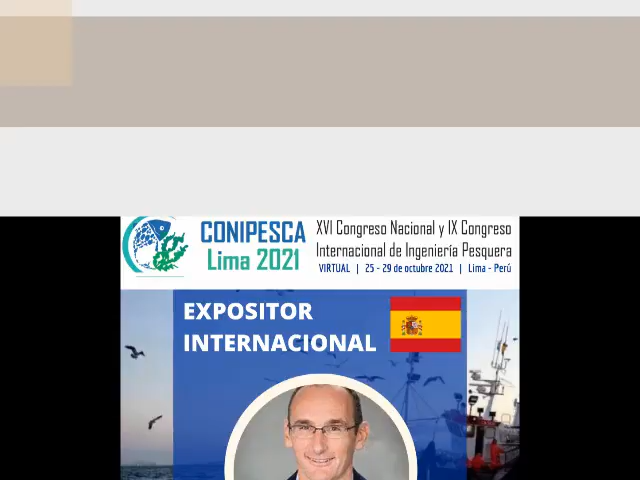 CONIPESCA
Lima 2021
XVI Congreso Nacional y IX Congreso
Internacional de Ingeniería Pesquera
VIRTUAL | 25 - 29 de octubre 2021 | Lima - Perú
EXPOSITOR
INTERNACIONAL